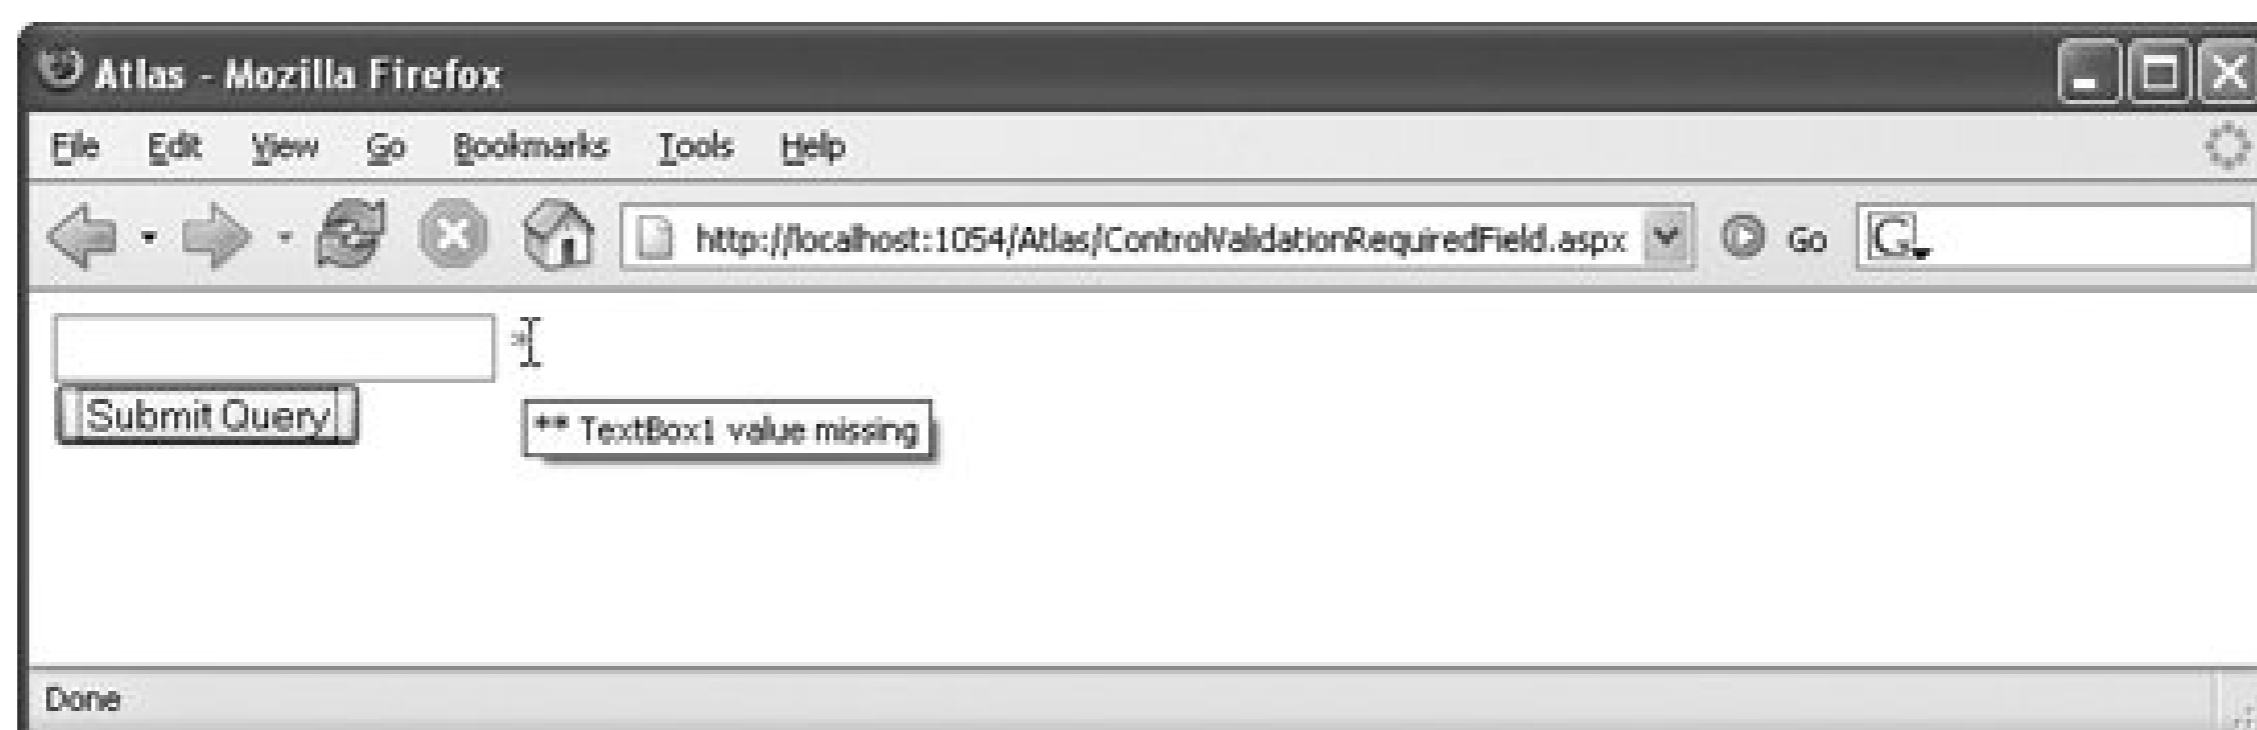 Atlas - Mozilla Firefox
File Edit View Go Bookmarks Tools Help
http://localhost:1054/Atlas/ControlValidationRequiredField.aspx Go G
*
Submit Query
** TextBox1 value missing
Done